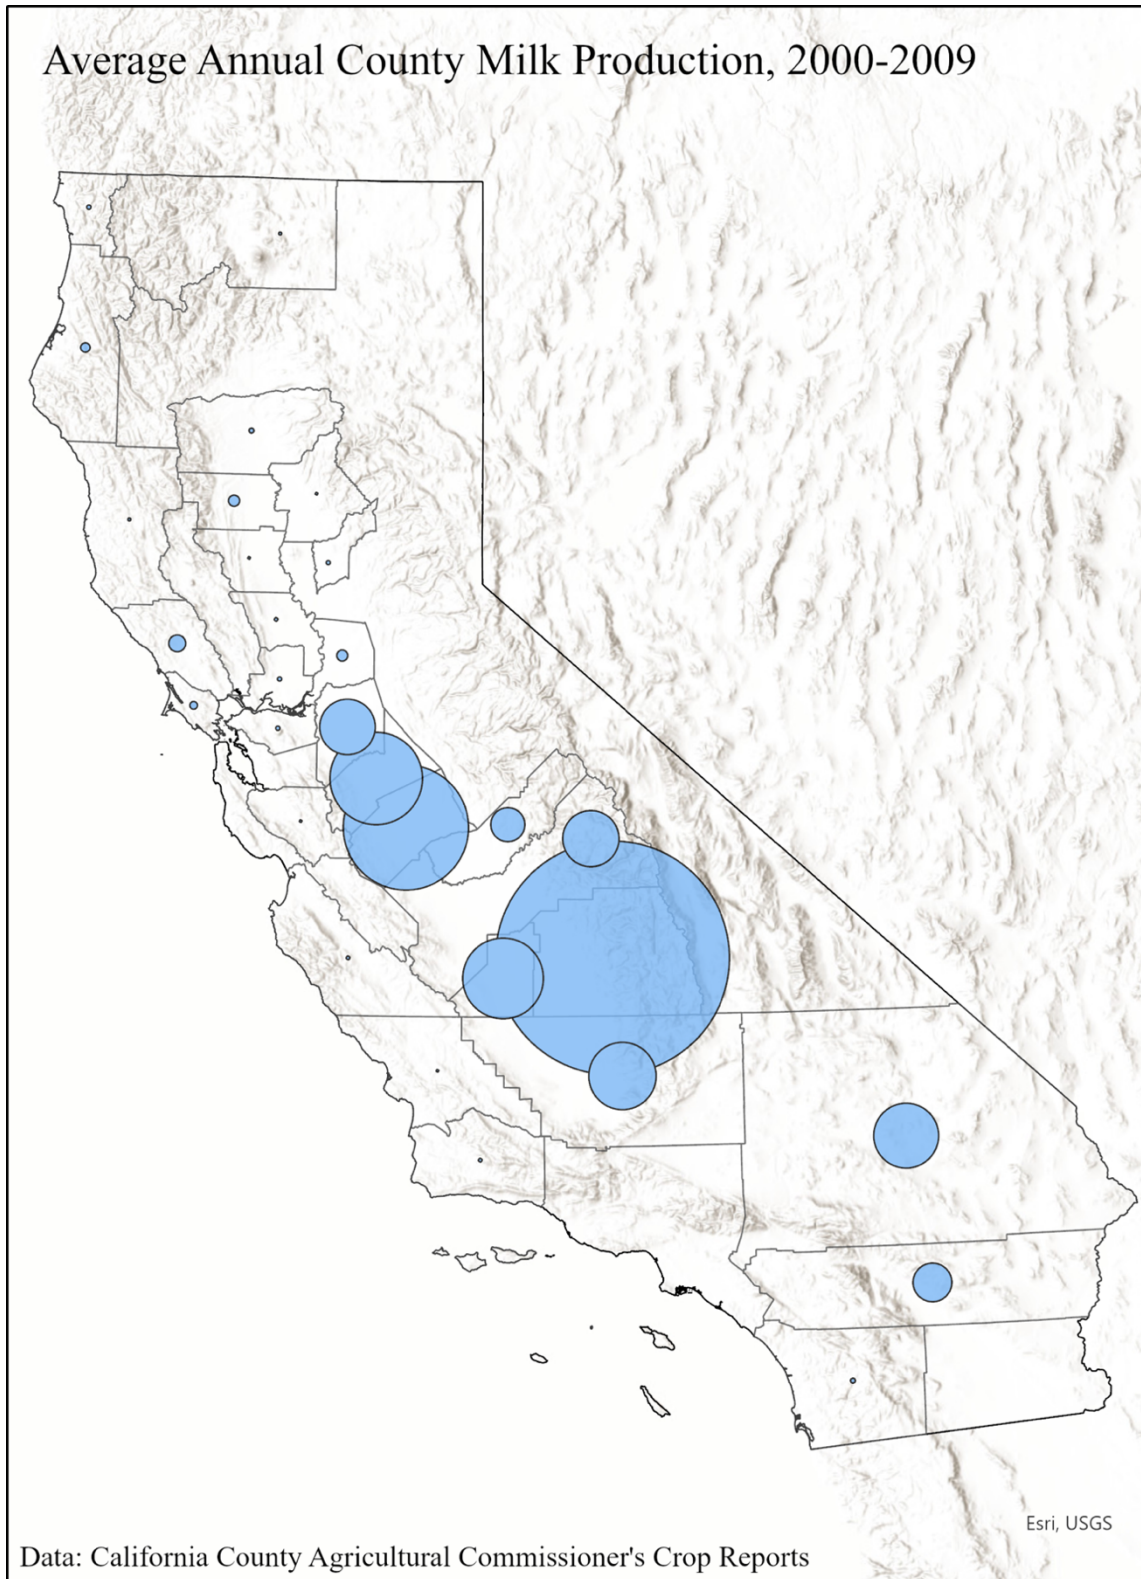 Average Annual County Milk Production, 2000-2009
Esri, USGS
Data: California County Agricultural Commissioner's Crop Reports